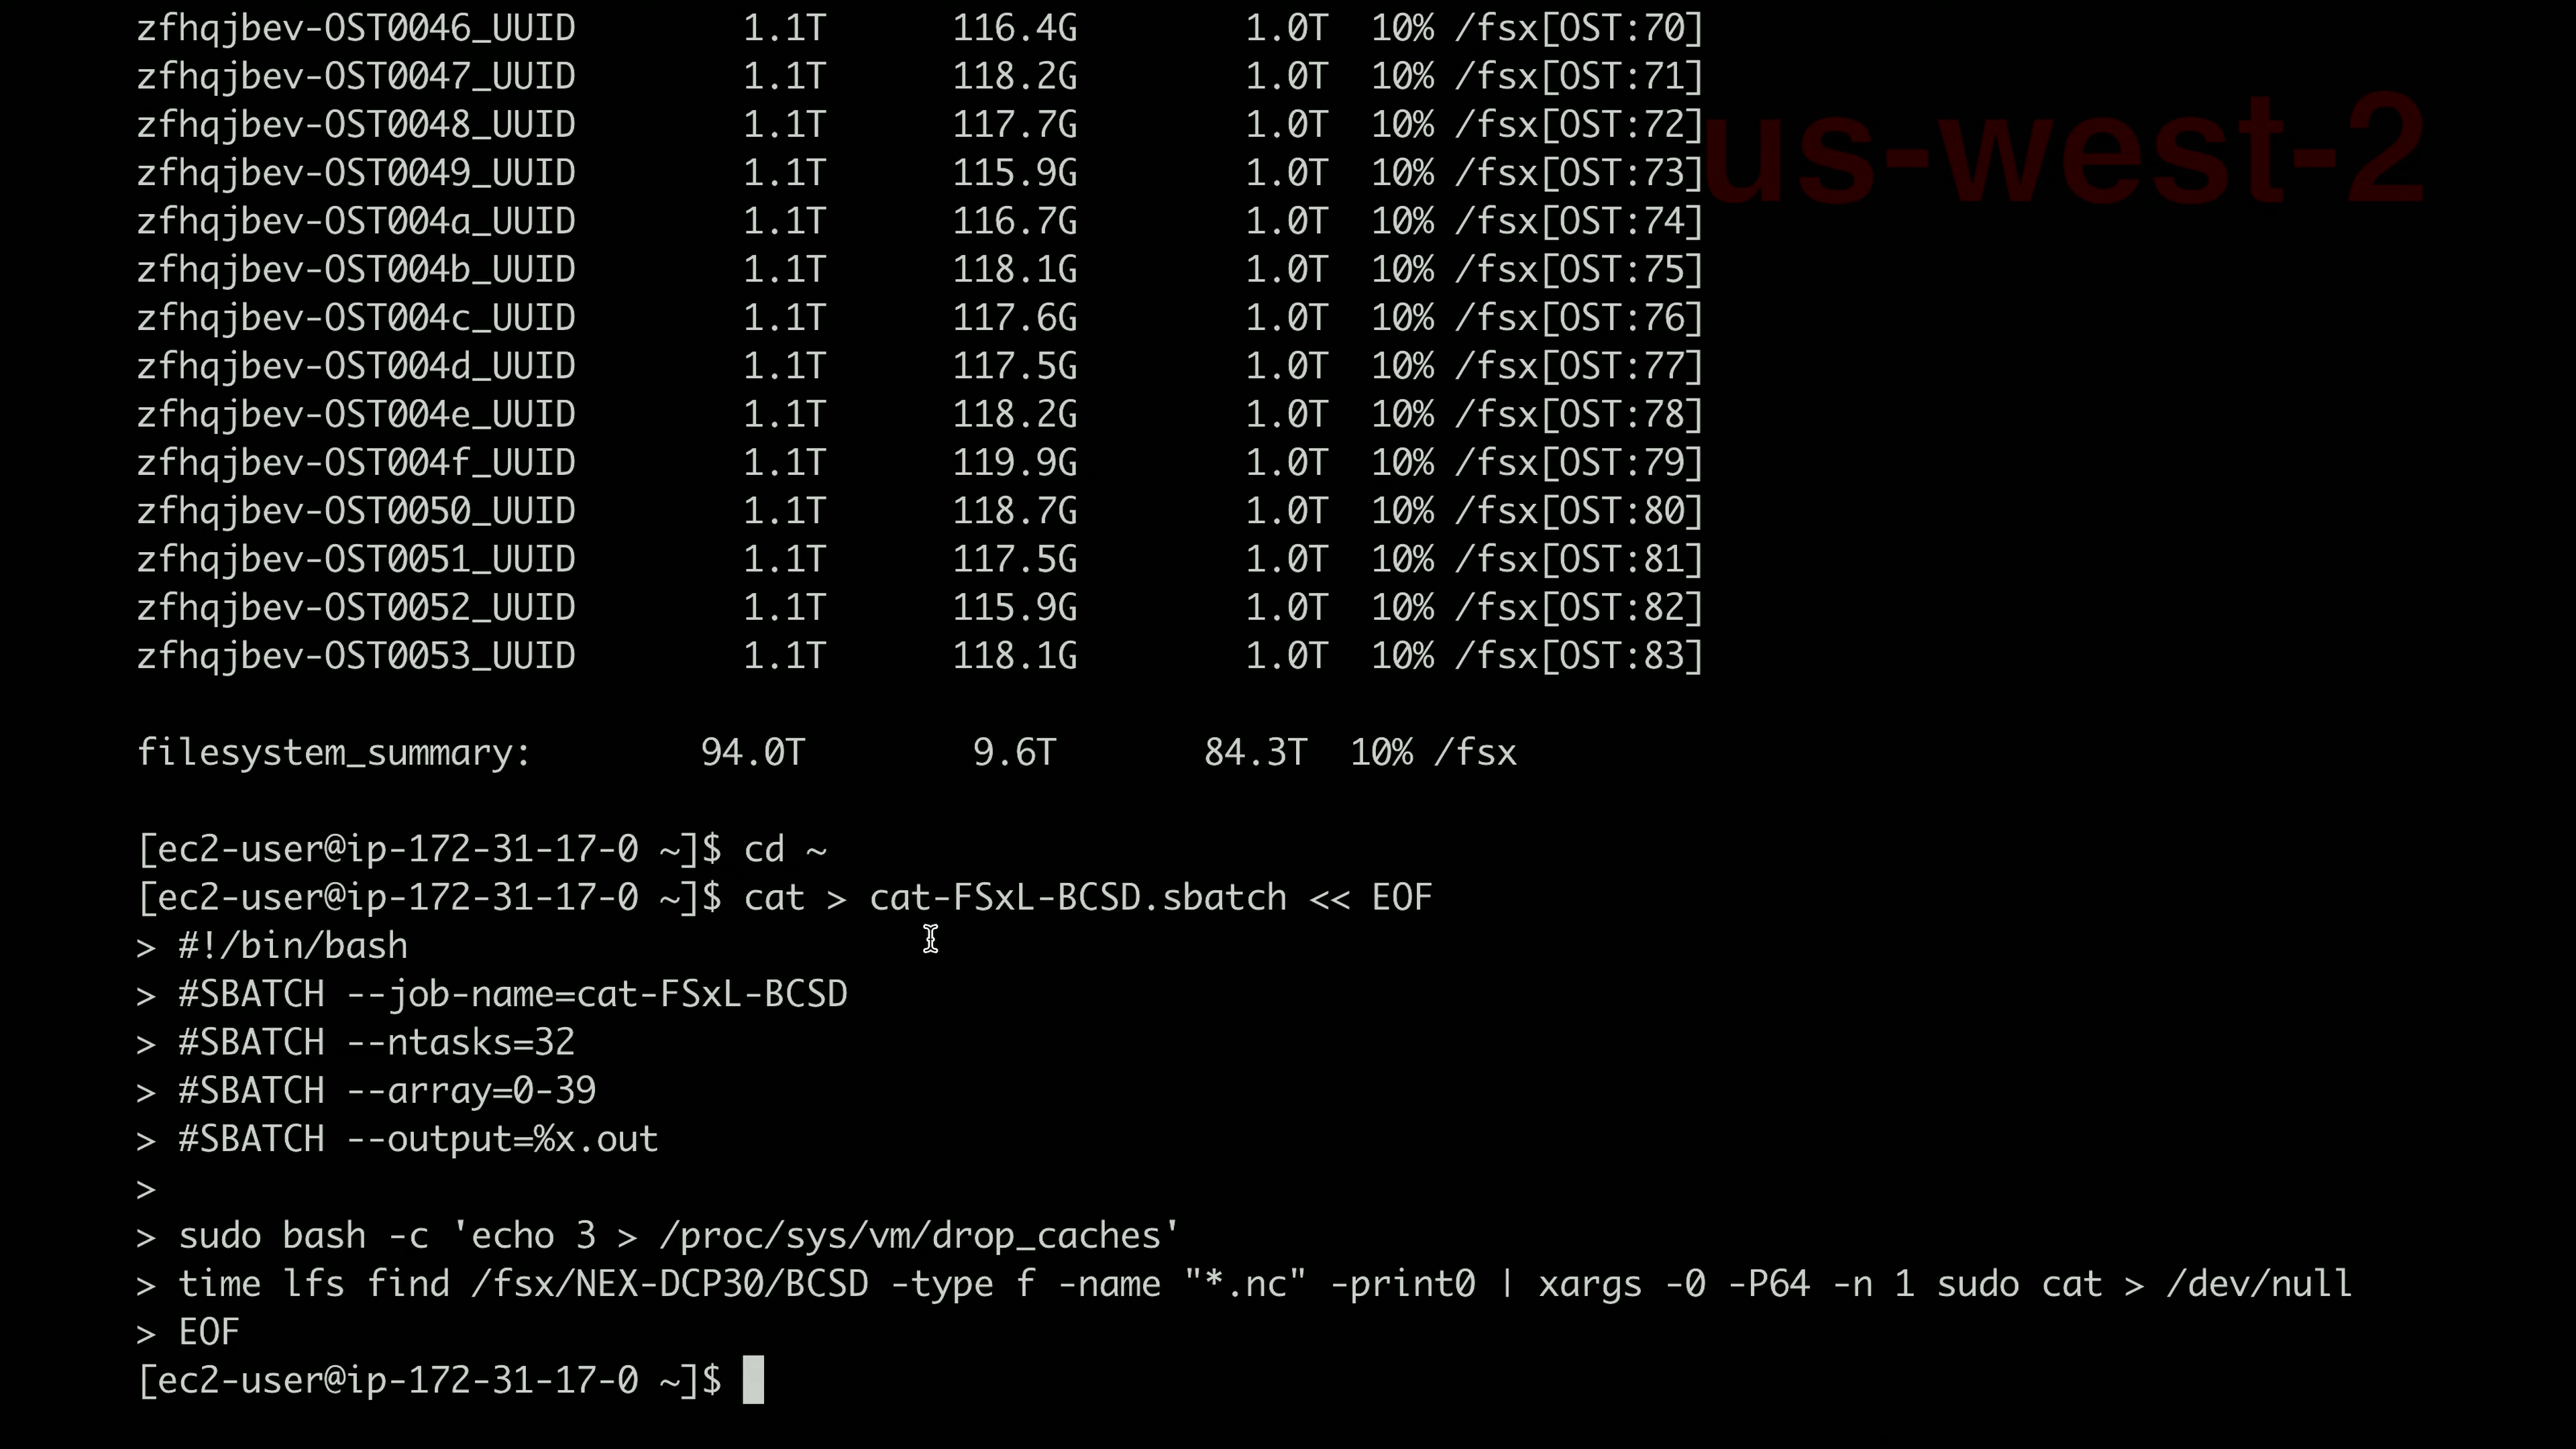 zfhqjbev-OST0046_UUID        1.1T      116.4G        1.0T  10% /fsx[OST:70]
zfhqjbev-OST0047_UUID        1.1T      118.2G        1.0T  10% /fsx[OST:71]
us-west-2
zfhqjbev-OST0048_UUID        1.1T      117.7G        1.0T  10% /fsx[OST:72]
zfhqjbev-OST0049_UUID        1.1T      115.9G        1.0T  10% /fsx[OST:73]
zfhqjbev-OST004a_UUID        1.1T      116.7G        1.0T  10% /fsx[OST:74]
zfhqjbev-OST004b_UUID        1.1T      118.1G        1.0T  10% /fsx[OST:75]
zfhqjbev-OST004c_UUID        1.1T      117.6G        1.0T  10% /fsx[OST:76]
zfhqjbev-OST004d_UUID        1.1T      117.5G        1.0T  10% /fsx[OST:77]
zfhqjbev-OST004e_UUID        1.1T      118.2G        1.0T  10% /fsx[OST:78]
zfhqjbev-OST004f_UUID        1.1T      119.9G        1.0T  10% /fsx[OST:79]
zfhqjbev-OST0050_UUID        1.1T      118.7G        1.0T  10% /fsx[OST:80]
zfhqjbev-OST0051_UUID        1.1T      117.5G        1.0T  10% /fsx[OST:81]
zfhqjbev-OST0052_UUID        1.1T      115.9G        1.0T  10% /fsx[OST:82]
zfhqjbev-OST0053_UUID        1.1T      118.1G        1.0T  10% /fsx[OST:83]
filesystem_summary:        94.0T        9.6T       84.3T  10% /fsx
[ec2-user@ip-172-31-17-0 ~]$ cd ~
[ec2-user@ip-172-31-17-0 ~]$ cat > cat-FSxL-BCSD.sbatch << EOF
> #!/bin/bash
> #SBATCH --job-name=cat-FSxL-BCSD
> #SBATCH --ntasks=32
> #SBATCH --array=0-39
> #SBATCH --output=%x.out
>
> sudo bash -c 'echo 3 > /proc/sys/vm/drop_caches'
> time lfs find /fsx/NEX-DCP30/BCSD -type f -name "*.nc" -print0 | xargs -0 -P64 -n 1 sudo cat > /dev/null
> EOF
[ec2-user@ip-172-31-17-0 ~]$